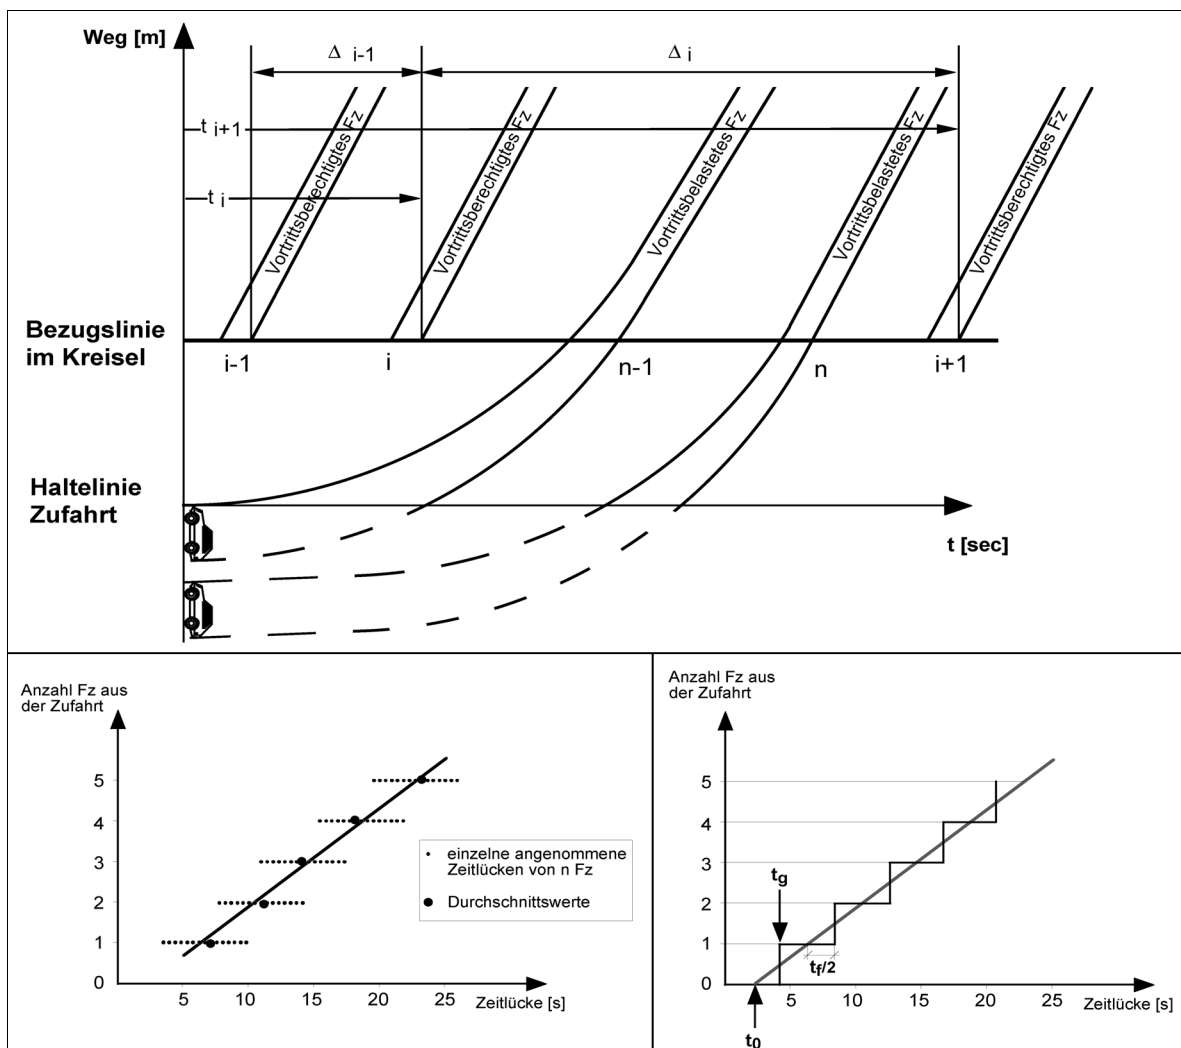 Weg [m]
Δ i-1
Δ i
t i+1
t i
Vortrittsberechtigtes Fz
Vortrittsberechtigtes Fz
Vortrittsbelastetes Fz
Vortrittsbelastetes Fz
Vortrittsberechtigtes Fz
Bezugslinie
im Kreisel
i-1
i
n-1
n
i+1
Haltelinie
Zufahrt
t [sec]
Anzahl Fz aus
der Zufahrt
5
4
3
2
1
0
5
10
15
20
25
Zeitlücke [s]
einzelne angenommene
Zeitlücken von n Fz
Durchschnittswerte
Anzahl Fz aus
der Zufahrt
5
4
3
2
1
0
tg
tf/2
t0
5
10
15
20
25
Zeitlücke [s]